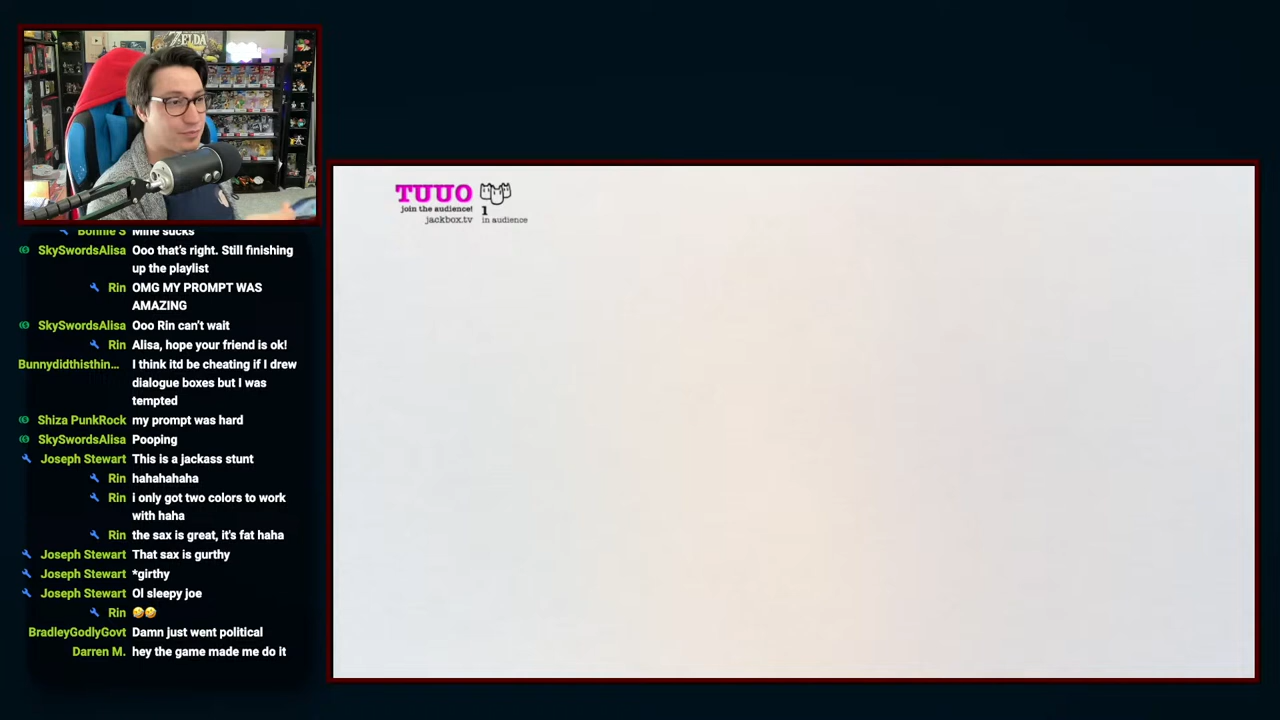 ZELDA
Bonnie S Mine sucks
SkySwordsAlisa Ooo that's right. Still finishing
up the playlist
Rin OMG MY PROMPT WAS
AMAZING
SkySwordsAlisa Ooo Rin can't wait
Rin Alisa, hope your friend is ok!
Bunnydidthisthin... I think itd be cheating if I drew
dialogue boxes but I was
tempted
Shiza PunkRock my prompt was hard
SkySwordsAlisa Pooping
Joseph Stewart This is a jackass stunt
Rin hahahahaha
Rin i only got two colors to work
with haha
Rin the sax is great, it's fat haha
Joseph Stewart That sax is gurthy
Joseph Stewart *girthy
Joseph Stewart Ol sleepy joe
Rin 🤣🤣
BradleyGodlyGovt Damn just went political
Darren M. hey the game made me do it
TUUO
join the audience!
jackbox.tv
1
in audience